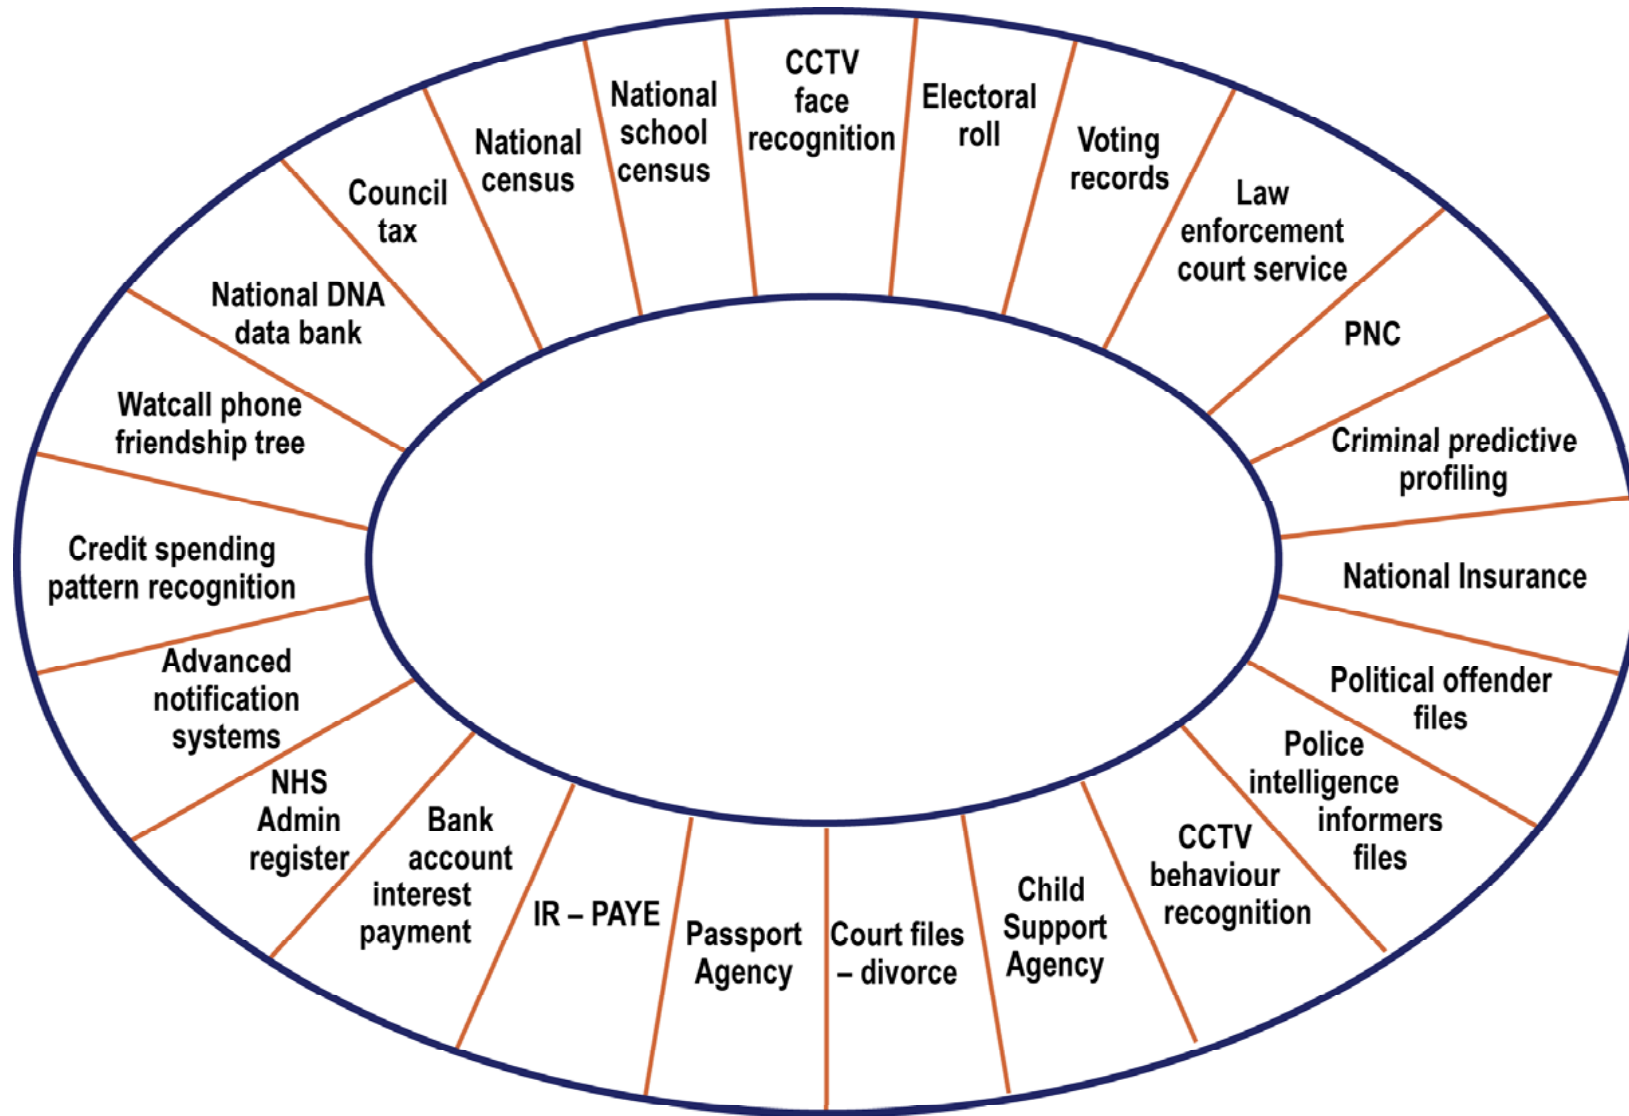 CCTV
face
recognition
Electoral
roll
Voting
records
Law
enforcement
court service
PNC
Criminal predictive
profiling
National Insurance
Political offender
files
Police
intelligence
informers
files
CCTV
behaviour
recognition
Child
Support
Agency
Court files
– divorce
Passport
Agency
IR – PAYE
Bank
account
interest
payment
NHS
Admin
register
Advanced
notification
systems
Credit spending
pattern recognition
Watcall phone
friendship tree
National DNA
data bank
Council
tax
National
census
National
school
census